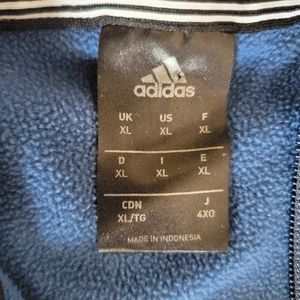 adidas
UK US F
XL XL XL
D I E
XL XL XL
CDN J
XL/TG 4XO
MADE IN INDONESIA